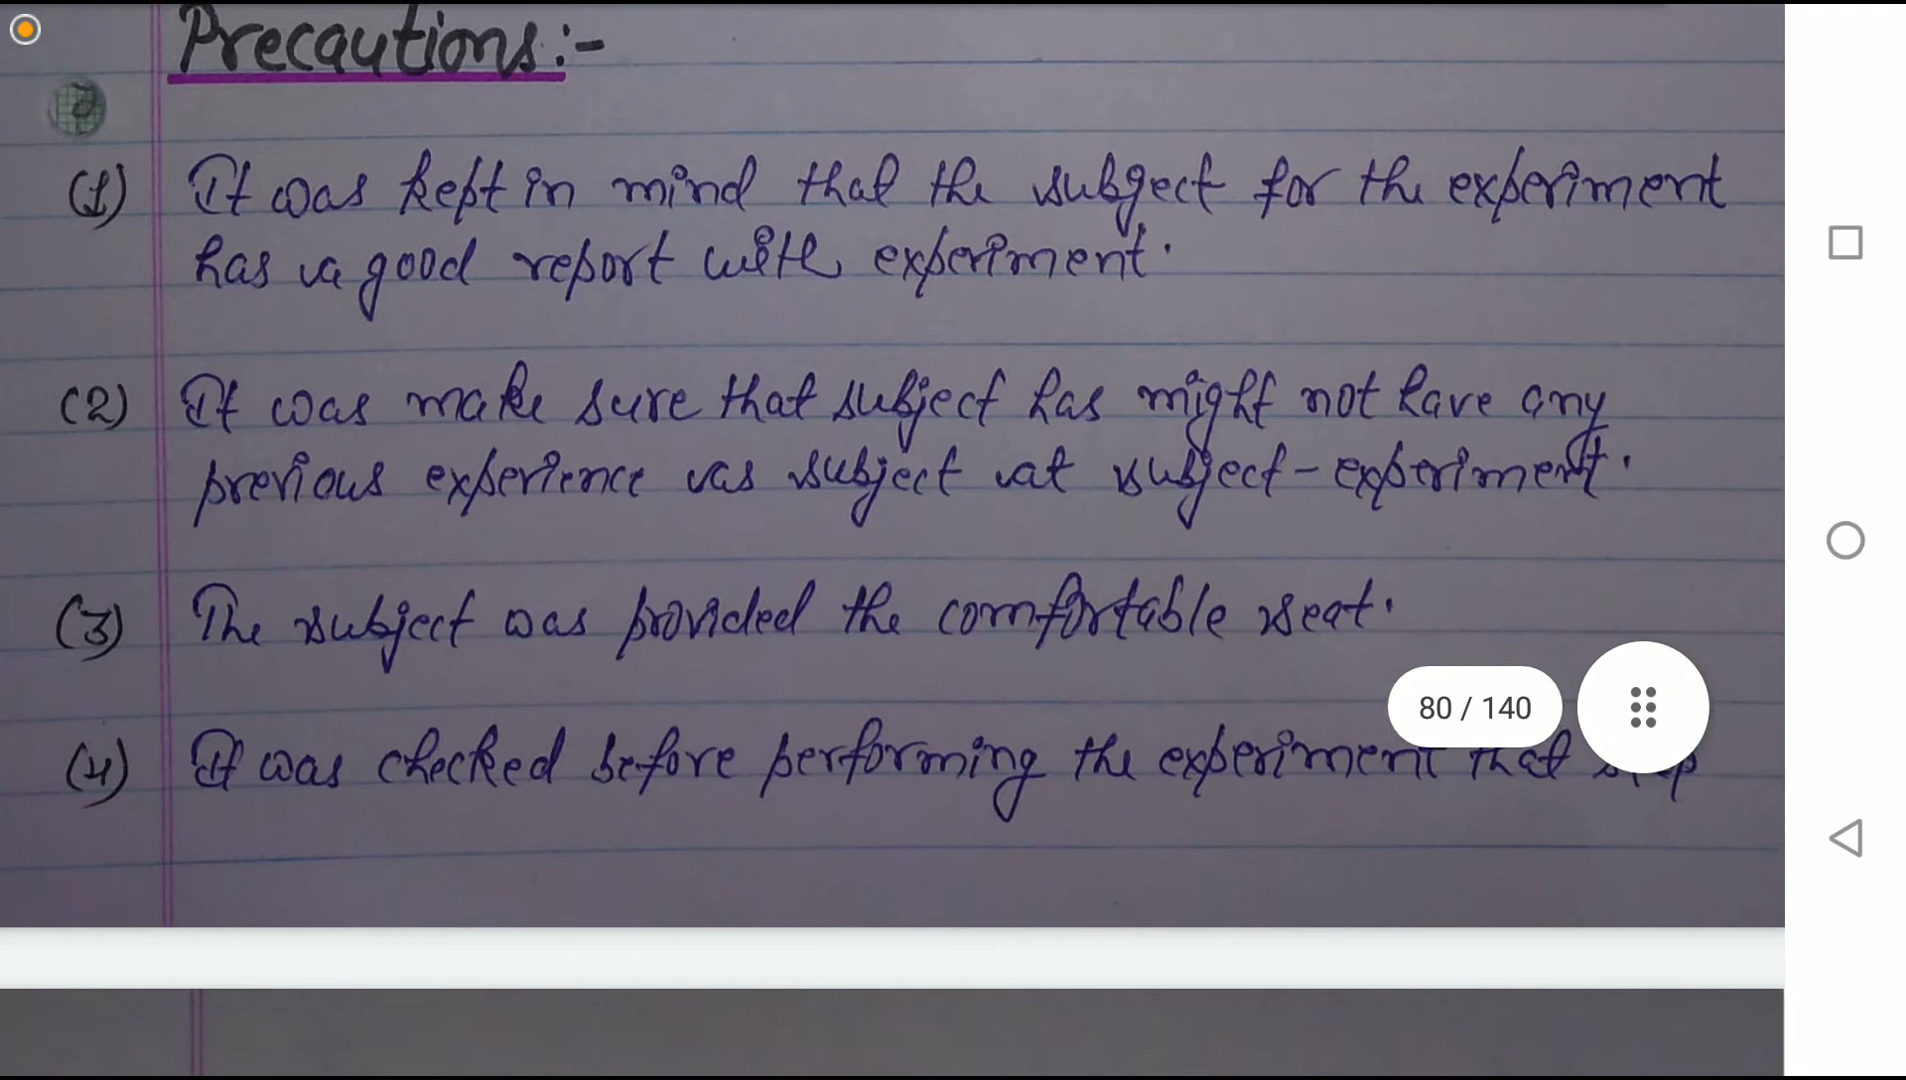 Precautions:-
(1) It was kept in mind that the subject for the experiment
has a good report with experiment.
(2) It was make sure that subject has might not have any
previous experience as subject at subject-experiment.
(3) The subject was provided the comfortable seat.
80 / 140
(4) It was checked before performing the experiment that